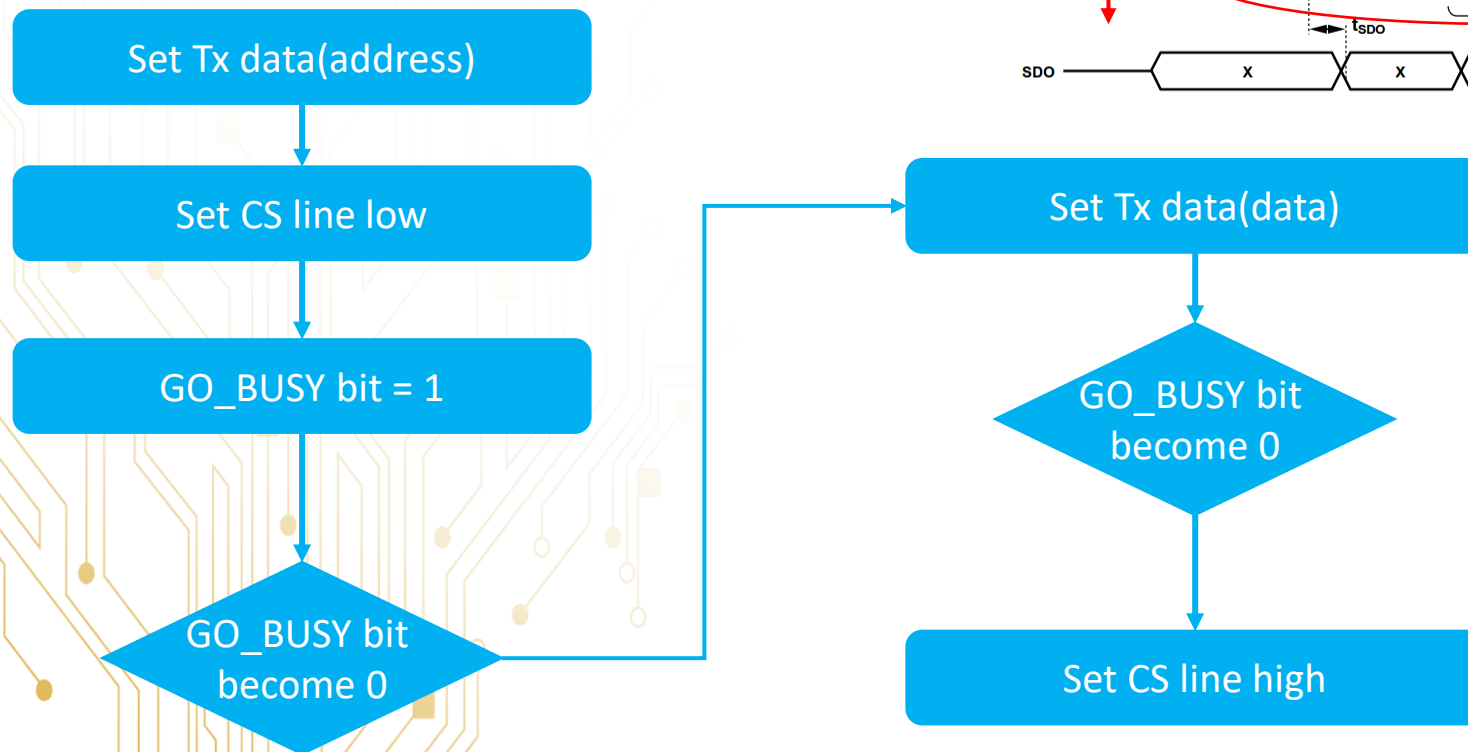 Set Tx data(address)
Set CS line low
GO_BUSY bit = 1
GO_BUSY bit
become 0
tSDO
SDO
X
X
Set Tx data(data)
GO_BUSY bit
become 0
Set CS line high